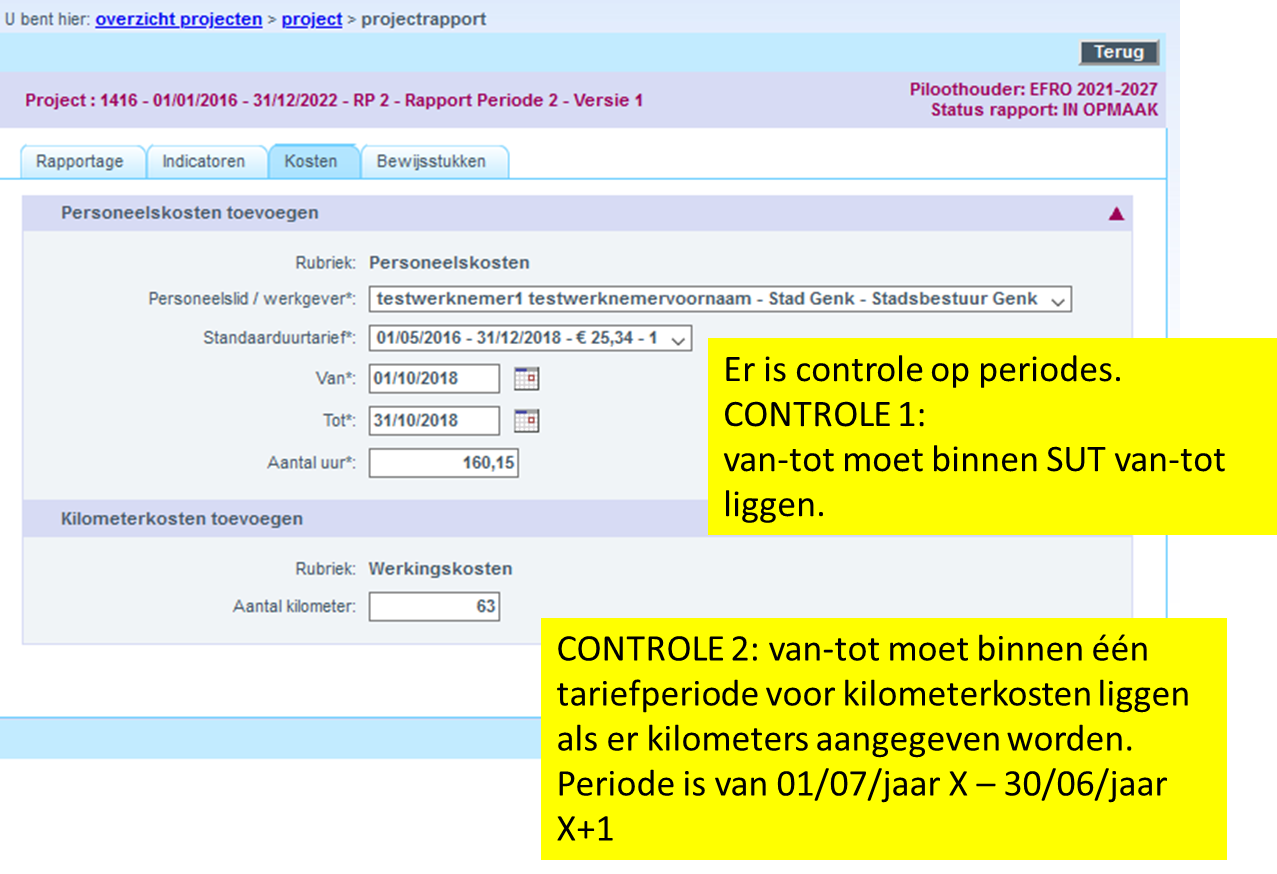 U bent hier: overzicht projecten > project > projectrapport
Terug
Project : 1416 - 01/01/2016 - 31/12/2022 - RP 2 - Rapport Periode 2 - Versie 1
Piloothouder: EFRO 2021-2027
Status rapport: IN OPMAAK
Rapportage Indicatoren Kosten Bewijsstukken
Personeelskosten toevoegen
Rubriek: Personeelskosten
Personeelslid / werkgever*: testwerknemer1 testwerknemervoornaam - Stad Genk - Stadsbestuur Genk
Standaarduurtarief*: 01/05/2016 - 31/12/2018 - € 25,34 - 1
Van*: 01/10/2018
Tot*: 31/10/2018
Aantal uur*: 160,15
Er is controle op periodes.
CONTROLE 1:
van-tot moet binnen SUT van-tot
liggen.
Kilometerkosten toevoegen
Rubriek: Werkingskosten
Aantal kilometer: 63
CONTROLE 2: van-tot moet binnen één
tariefperiode voor kilometerkosten liggen
als er kilometers aangegeven worden.
Periode is van 01/07/jaar X – 30/06/jaar
X+1